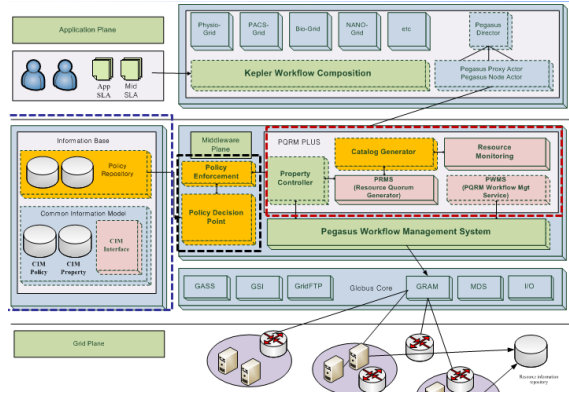 Application Plane
Physio-
Grid
PACS-
Grid
Bio-Grid
NANO-
Grid
etc
Pegasus
Director
App
SLA
Mid
SLA
Kepler Workflow Composition
Pegasus Proxy Actor
Pegasus Node Actor
Information Base
Policy
Repository
Common Information Model
CIM
Policy
CIM
Property
CIM
Interface
Middleware
Plane
Policy
Enforcement
Policy Decision
Point
PQRM PLUS
Property
Controller
Catalog Generator
Resource
Monitoring
PRMS
(Resource Quorum
Generator)
PWMS
(PQRM Workflow Mgt
Service)
Pegasus Workflow Management System
GASS
GSI
GridFTP
Globus Core
GRAM
MDS
I/O
Grid Plane
Resource information
repository